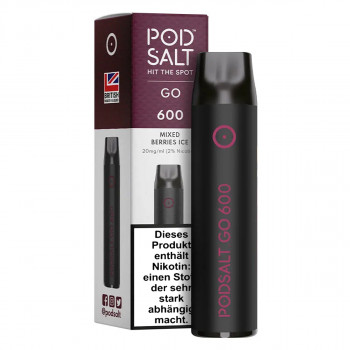 POD
SALT
HIT THE SPOT
GO
600
BRITISH
MIXED
BERRIES ICE
20mg/ml (2% Nicotine
Dieses
Produkt
enthält
Nikotin:
einen Stoff
der sehr
stark
abhängig
macht.
@podsalt
PODSALT GO 600